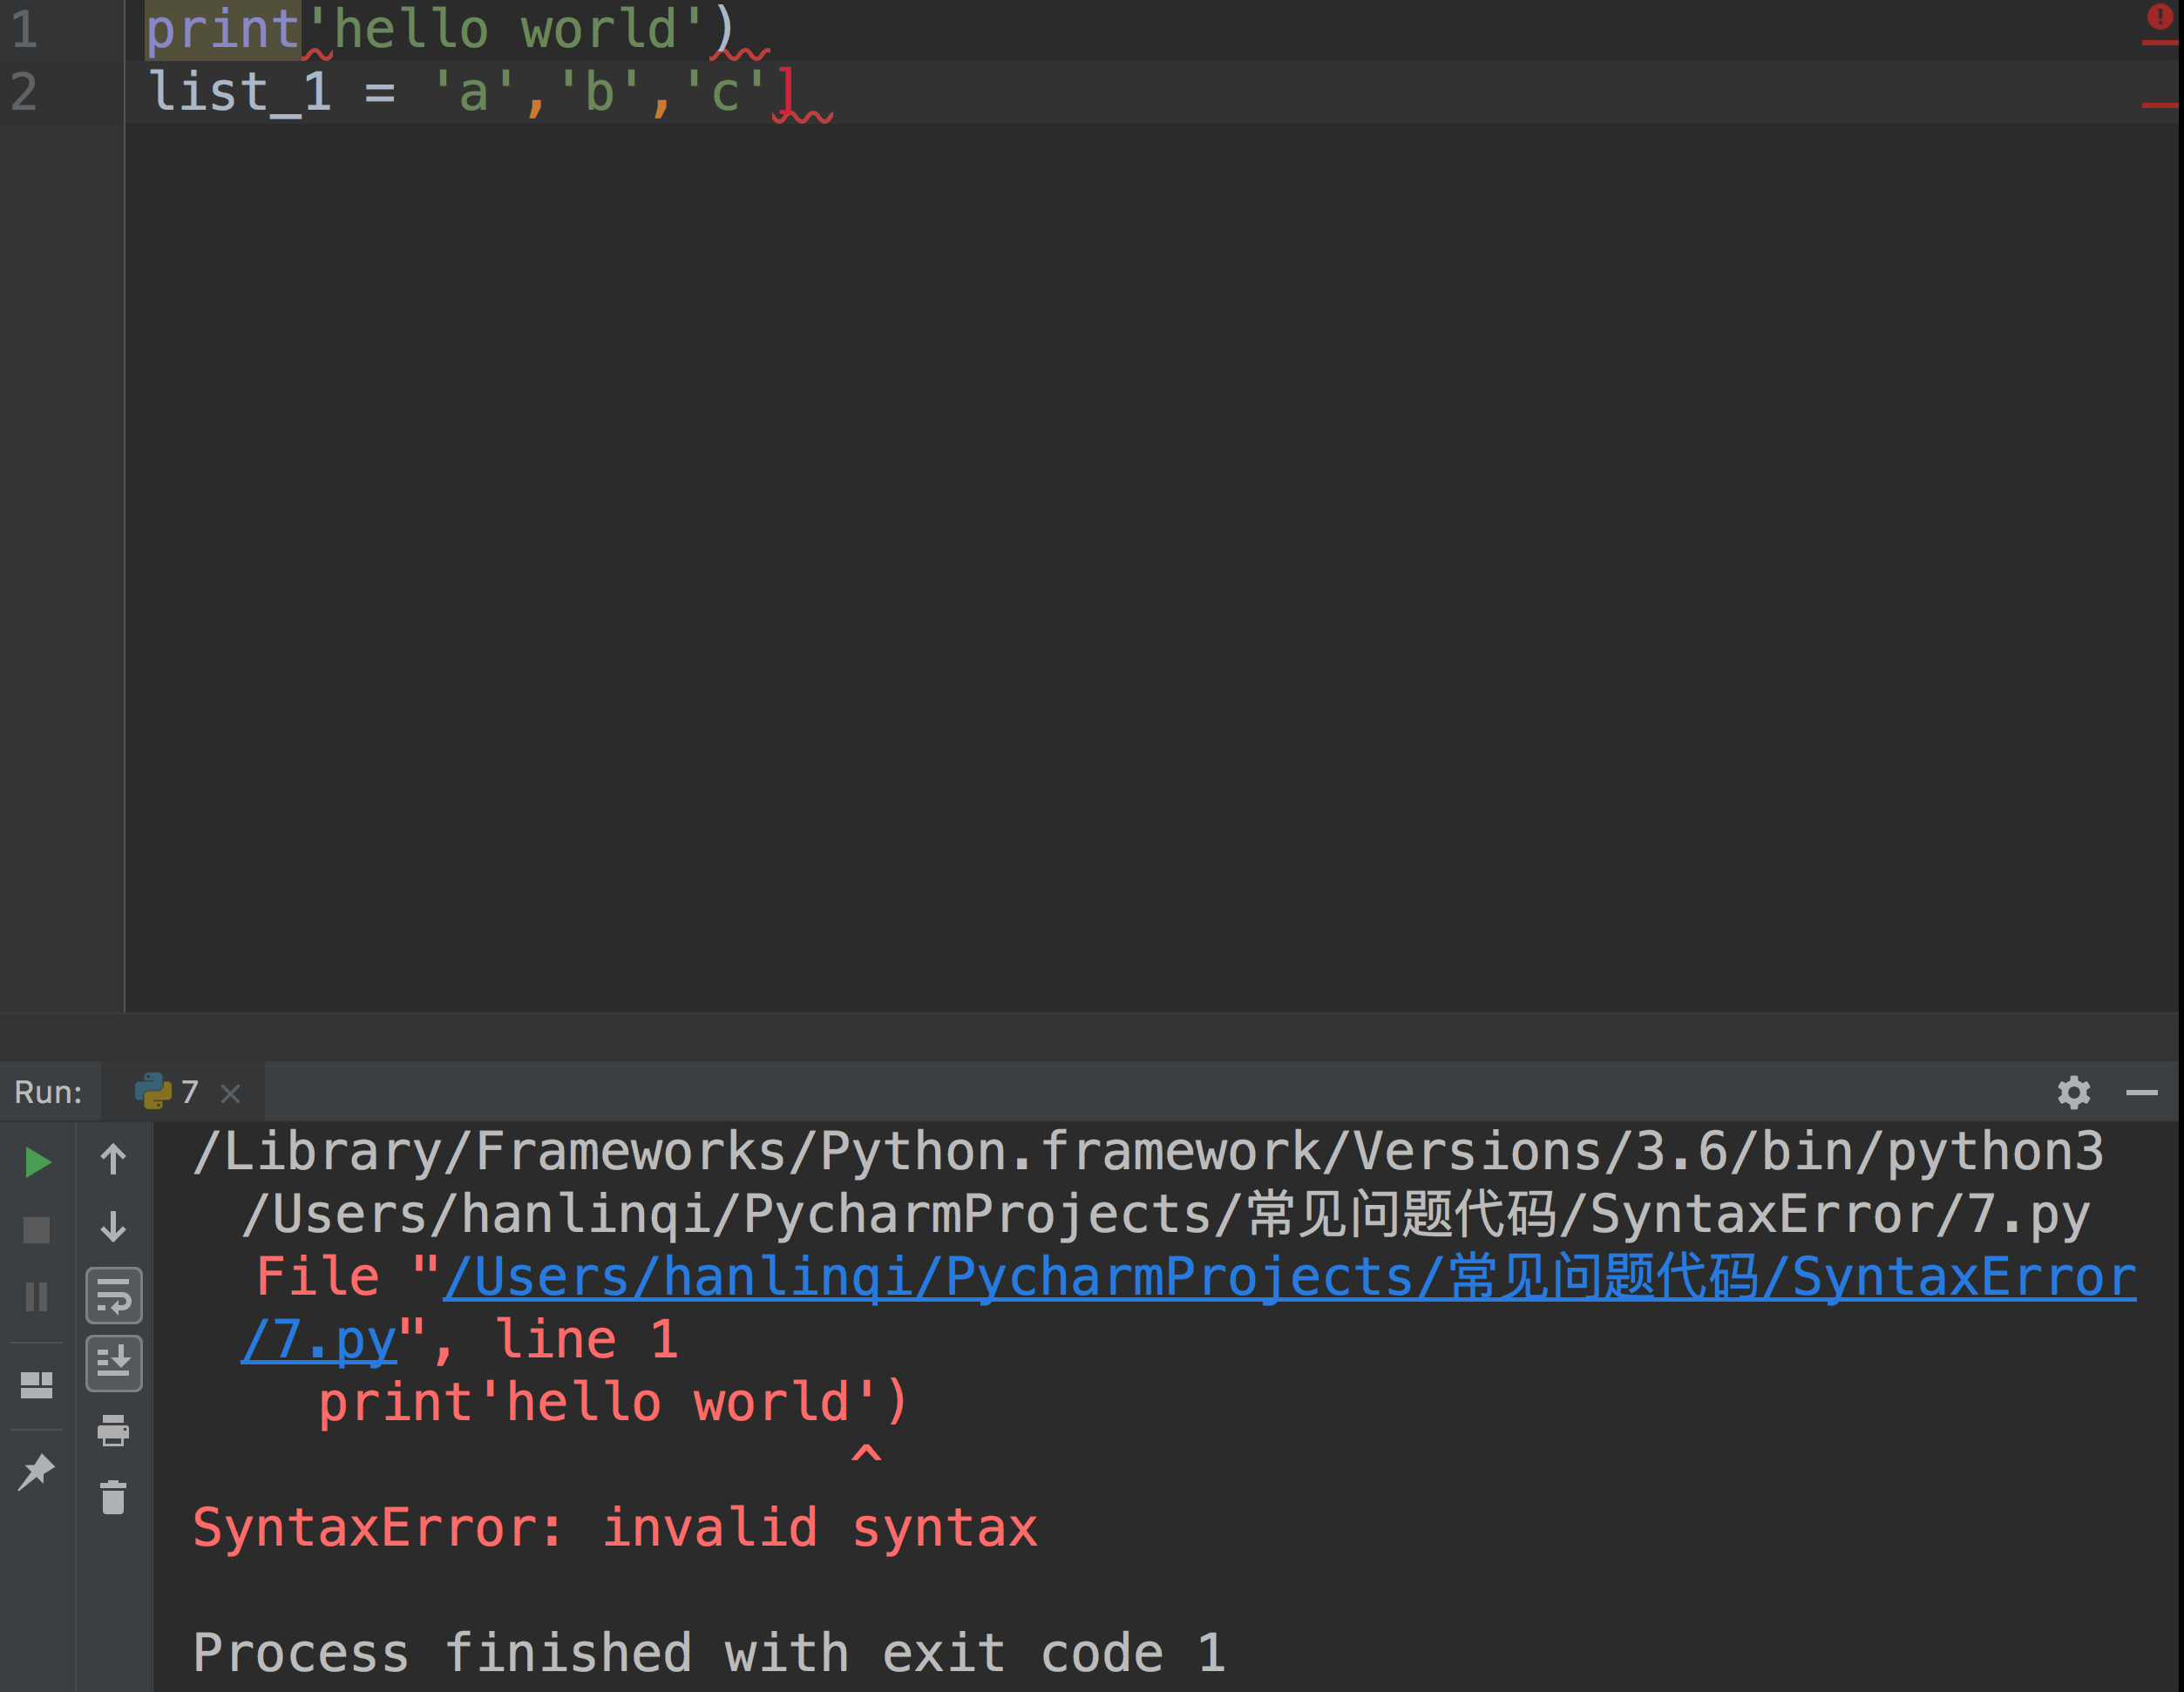 1 print'hello world')
2 list_1 = 'a','b','c']
Run: 7
/Library/Frameworks/Python.framework/Versions/3.6/bin/python3
/Users/hanlinqi/PycharmProjects/常见问题代码/SyntaxError/7.py
File "/Users/hanlinqi/PycharmProjects/常见问题代码/SyntaxError
/7.py", line 1
print'hello world')
^
SyntaxError: invalid syntax
Process finished with exit code 1